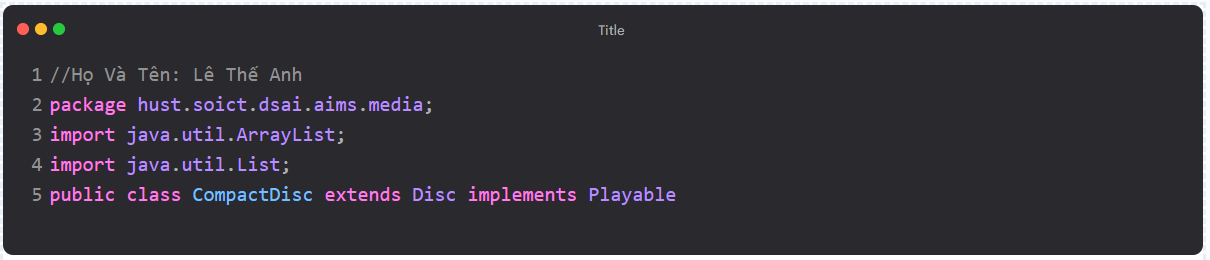 Title
1 //Họ Và Tên: Lê Thế Anh
2 package hust.soict.dsai.aims.media;
3 import java.util.ArrayList;
4 import java.util.List;
5 public class CompactDisc extends Disc implements Playable